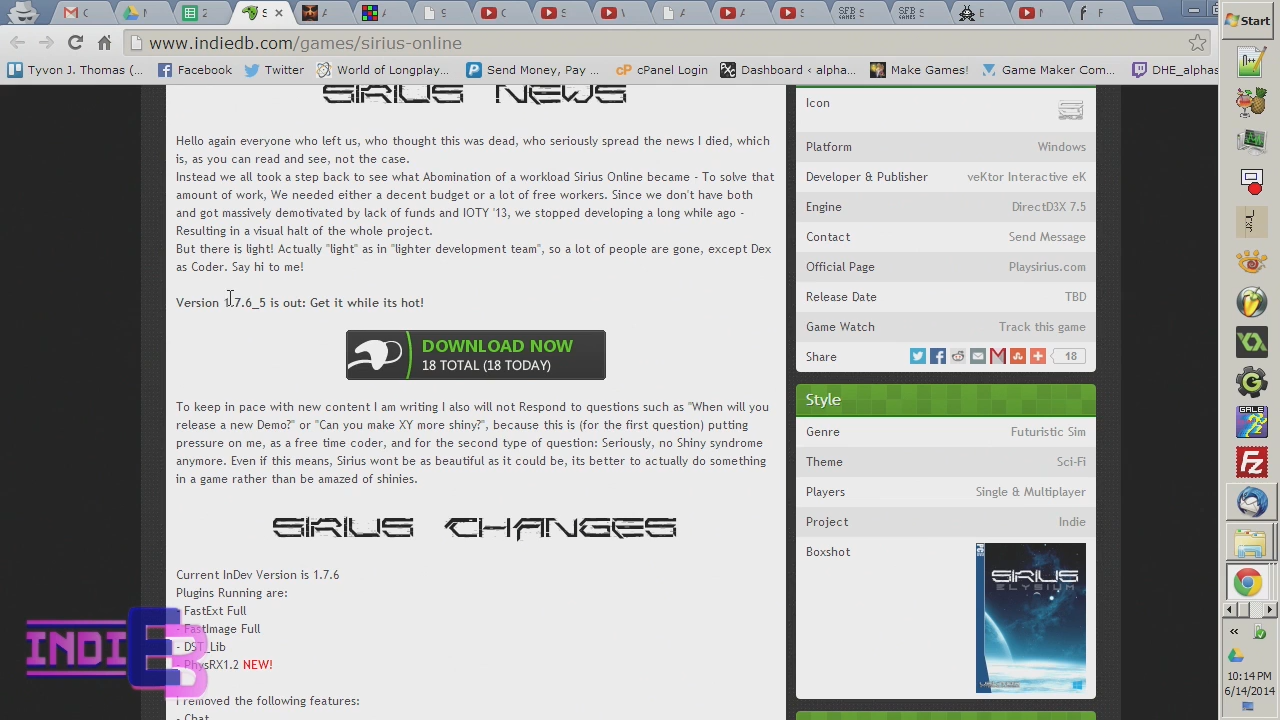 www.indiedb.com/games/sirius-online
Tyvon J. Thomas (...
Facebook
Twitter
World of Longplay...
Send Money, Pay ...
cPanel Login
Dashboard ‹ alpha...
Make Games!
Game Maker Com...
DHE_alphas
Start
SIRIUS NEWS
Hello again everyone who left us, who thought this was dead, who seriously spread the news I died, which
is, as you can read and see, not the case.
Instead we all took a step back to see what Abomination of a workload Sirius Online became - To solve that
amount of work, We needed either a decent budget or a lot of free workers. Since we don't have both
and got massively demotivated by lack of funds and IOTY '13, we stopped developing a long while ago -
Resulting in a visual halt of the whole project.
But there is light! Actually "light" as in "lighter development team", so a lot of people are gone, except Dex
as Coder. Say hi to me!
Version 1.7.6_5 is out: Get it while its hot!
DOWNLOAD NOW
18 TOTAL (18 TODAY)
To keep in pace with new content I am writing I also will not Respond to questions such as "When will you
release a new Demo?" or "Can you make XY more shiny?", because this is (for the first question) putting
pressure on me, as a free time coder, and for the second type of question: Seriously, no Shiny syndrome
anymore. Even if this means, Sirius wont be as beautiful as it could be, its better to actually do something
in a game rather than be amazed of shinies.
SIRIUS CHANGES
Current InDev Version is 1.7.6
Plugins Running are:
- FastExt Full
- FastImage Full
- DST Lib
- PhysRX1.2 NEW!
I removed the following features:
- Chat
Icon
Platform Windows
Developer & Publisher veKtor Interactive eK
Engine DirectD3X 7.5
Contact Send Message
Official Page Playsirius.com
Release Date TBD
Game Watch Track this game
Share 18
Style
Genre Futuristic Sim
Theme Sci-Fi
Players Single & Multiplayer
Project Indie
Boxshot
SIRIUS
ELYSIUM
INDIE B
GALE
10:14 PM
6/14/2014